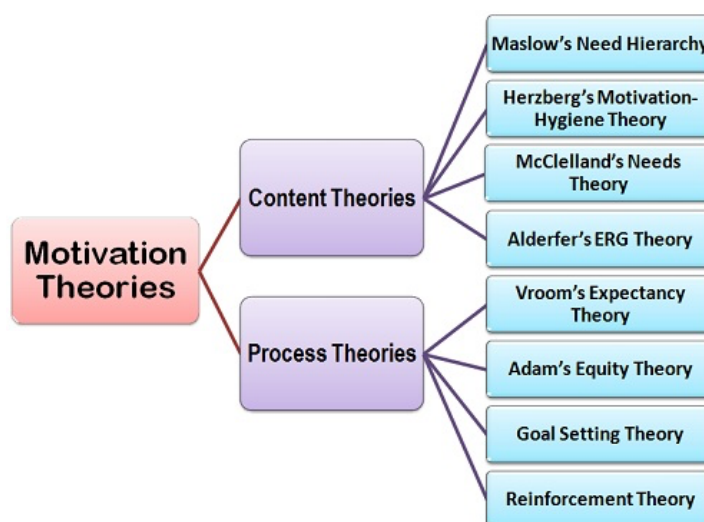 Motivation
Theories
Content Theories
Process Theories
Maslow's Need Hierarchy
Herzberg's Motivation-
Hygiene Theory
McClelland's Needs
Theory
Alderfer's ERG Theory
Vroom's Expectancy
Theory
Adam's Equity Theory
Goal Setting Theory
Reinforcement Theory